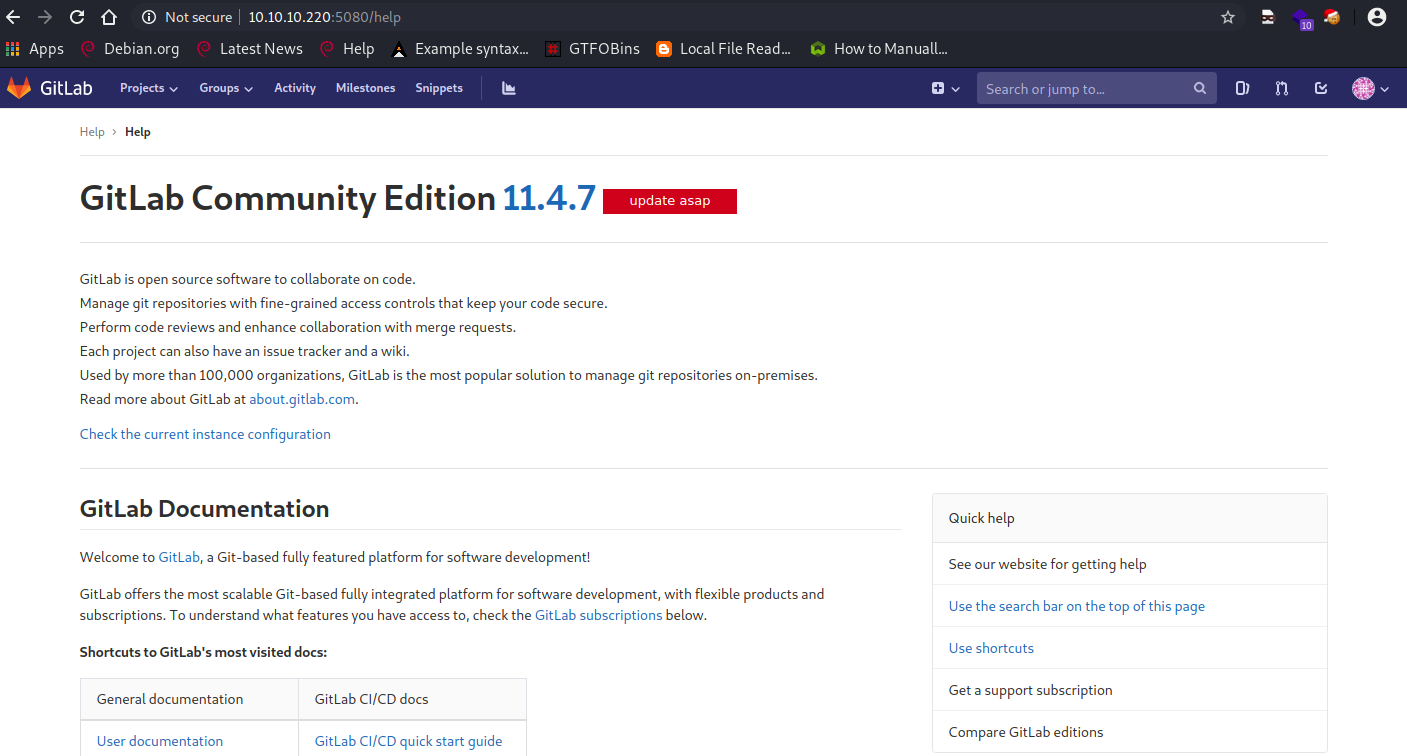 Not secure | 10.10.10.220:5080/help
10
Apps Debian.org Latest News Help Example syntax... GTFOBins Local File Read... How to Manuall...
GitLab Projects Groups Activity Milestones Snippets Search or jump to...
Help › Help
GitLab Community Edition 11.4.7 update asap
GitLab is open source software to collaborate on code.
Manage git repositories with fine-grained access controls that keep your code secure.
Perform code reviews and enhance collaboration with merge requests.
Each project can also have an issue tracker and a wiki.
Used by more than 100,000 organizations, GitLab is the most popular solution to manage git repositories on-premises.
Read more about GitLab at about.gitlab.com.
Check the current instance configuration
GitLab Documentation
Welcome to GitLab, a Git-based fully featured platform for software development!
GitLab offers the most scalable Git-based fully integrated platform for software development, with flexible products and
subscriptions. To understand what features you have access to, check the GitLab subscriptions below.
Shortcuts to GitLab's most visited docs:
General documentation GitLab CI/CD docs
User documentation GitLab CI/CD quick start guide
Quick help
See our website for getting help
Use the search bar on the top of this page
Use shortcuts
Get a support subscription
Compare GitLab editions